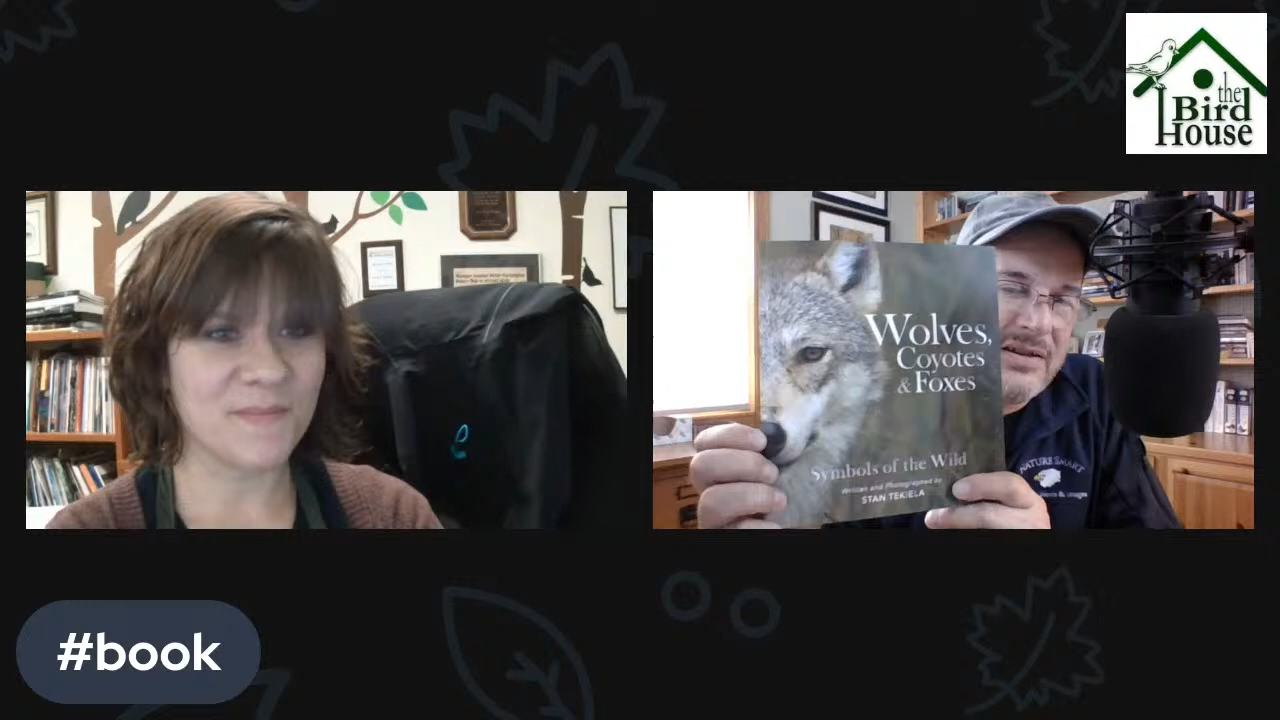 the
Bird
House
Wolves,
Coyotes
& Foxes
Symbols of the Wild
Written and Photographed by
STAN TEKIELA
NATURE SMART
#book